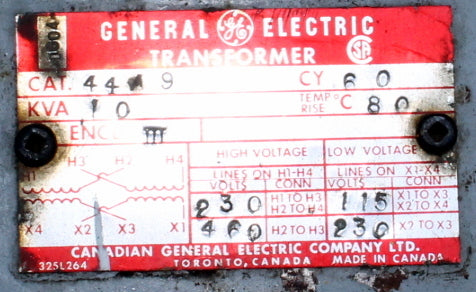 GENERAL GE ELECTRIC
TRANSFORMER
CAT. 44 9 CY 60
KVA 10 TEMP RISE °C 80
ENCL III
HIGH VOLTAGE LOW VOLTAGE
H1 H3 H2 H4 LINES ON H1-H4 LINES ON X1-X4
VOLTS CONN VOLTS CONN
230 H1 TO H3 H2 TO H4 115 X1 TO X3 X2 TO X4
X4 X2 X3 X1 460 H2 TO H3 230 X2 TO X3
CANADIAN GENERAL ELECTRIC COMPANY LTD.
325L264 TORONTO, CANADA MADE IN CANADA